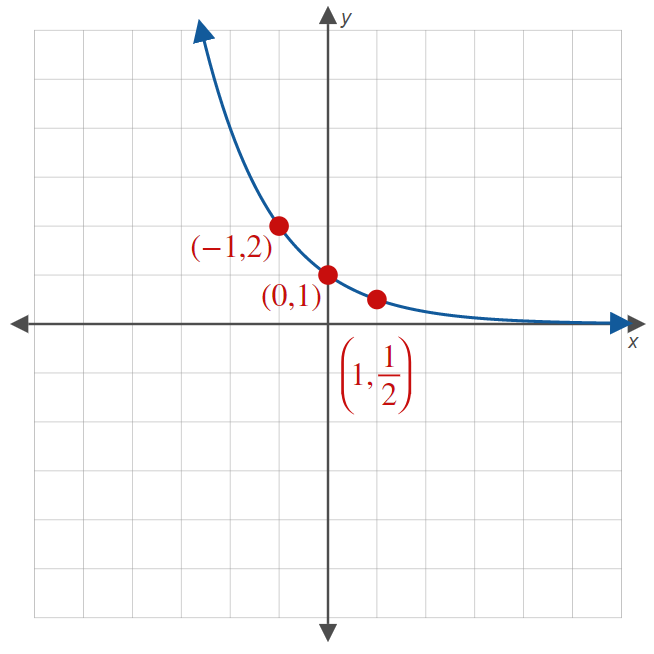 y
(−1,2)
(0,1)
x
(1, 1/2)